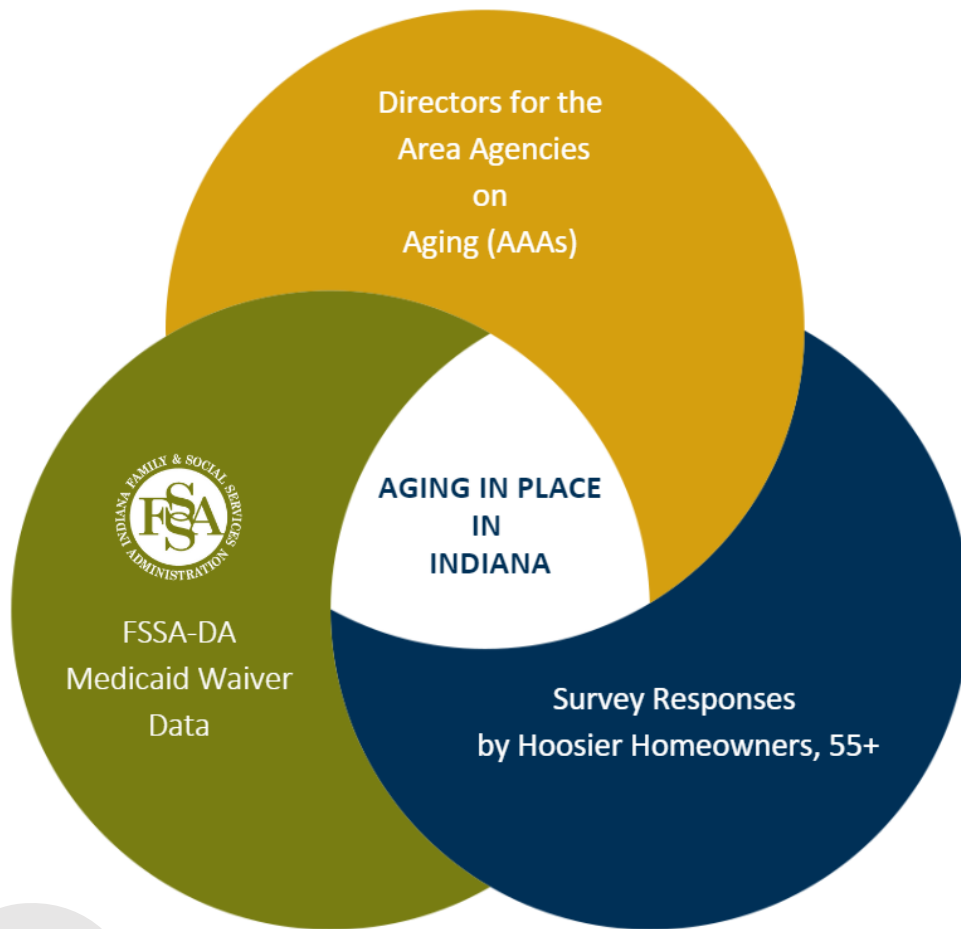 Directors for the
Area Agencies
on
Aging (AAAs)
AGING IN PLACE
IN
INDIANA
INDIANA FAMILY & SOCIAL SERVICES
ADMINISTRATION
FSSA
FSSA-DA
Medicaid Waiver
Data
Survey Responses
by Hoosier Homeowners, 55+